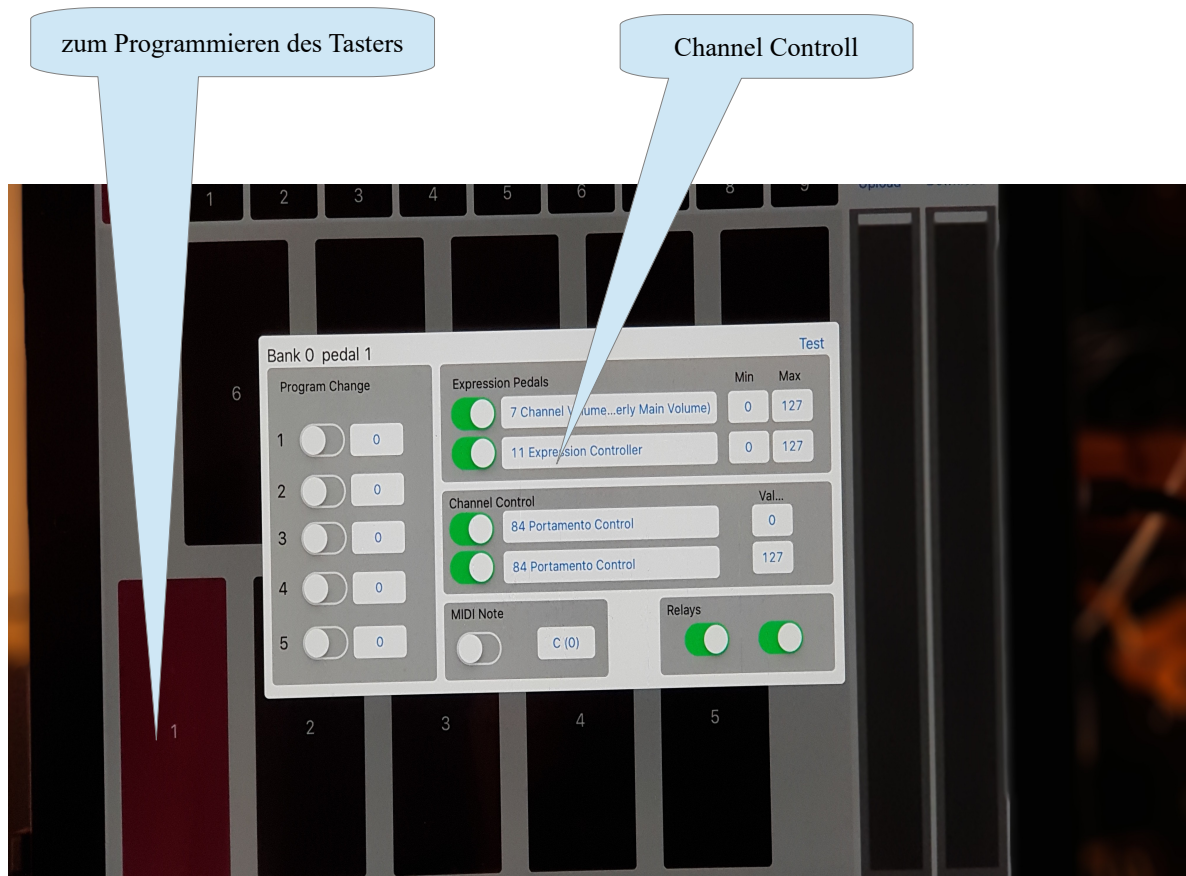 zum Programmieren des Tasters
Channel Controll
1 2 3 4 5 6 8 9
Bank 0 pedal 1
Test
Program Change
1 0
2 0
3 0
4 0
5 0
Expression Pedals Min Max
7 Channel Volume...erly Main Volume) 0 127
11 Expression Controller 0 127
Channel Control Val...
84 Portamento Control 0
84 Portamento Control 127
MIDI Note
C (0)
Relays
6
1 2 3 4 5